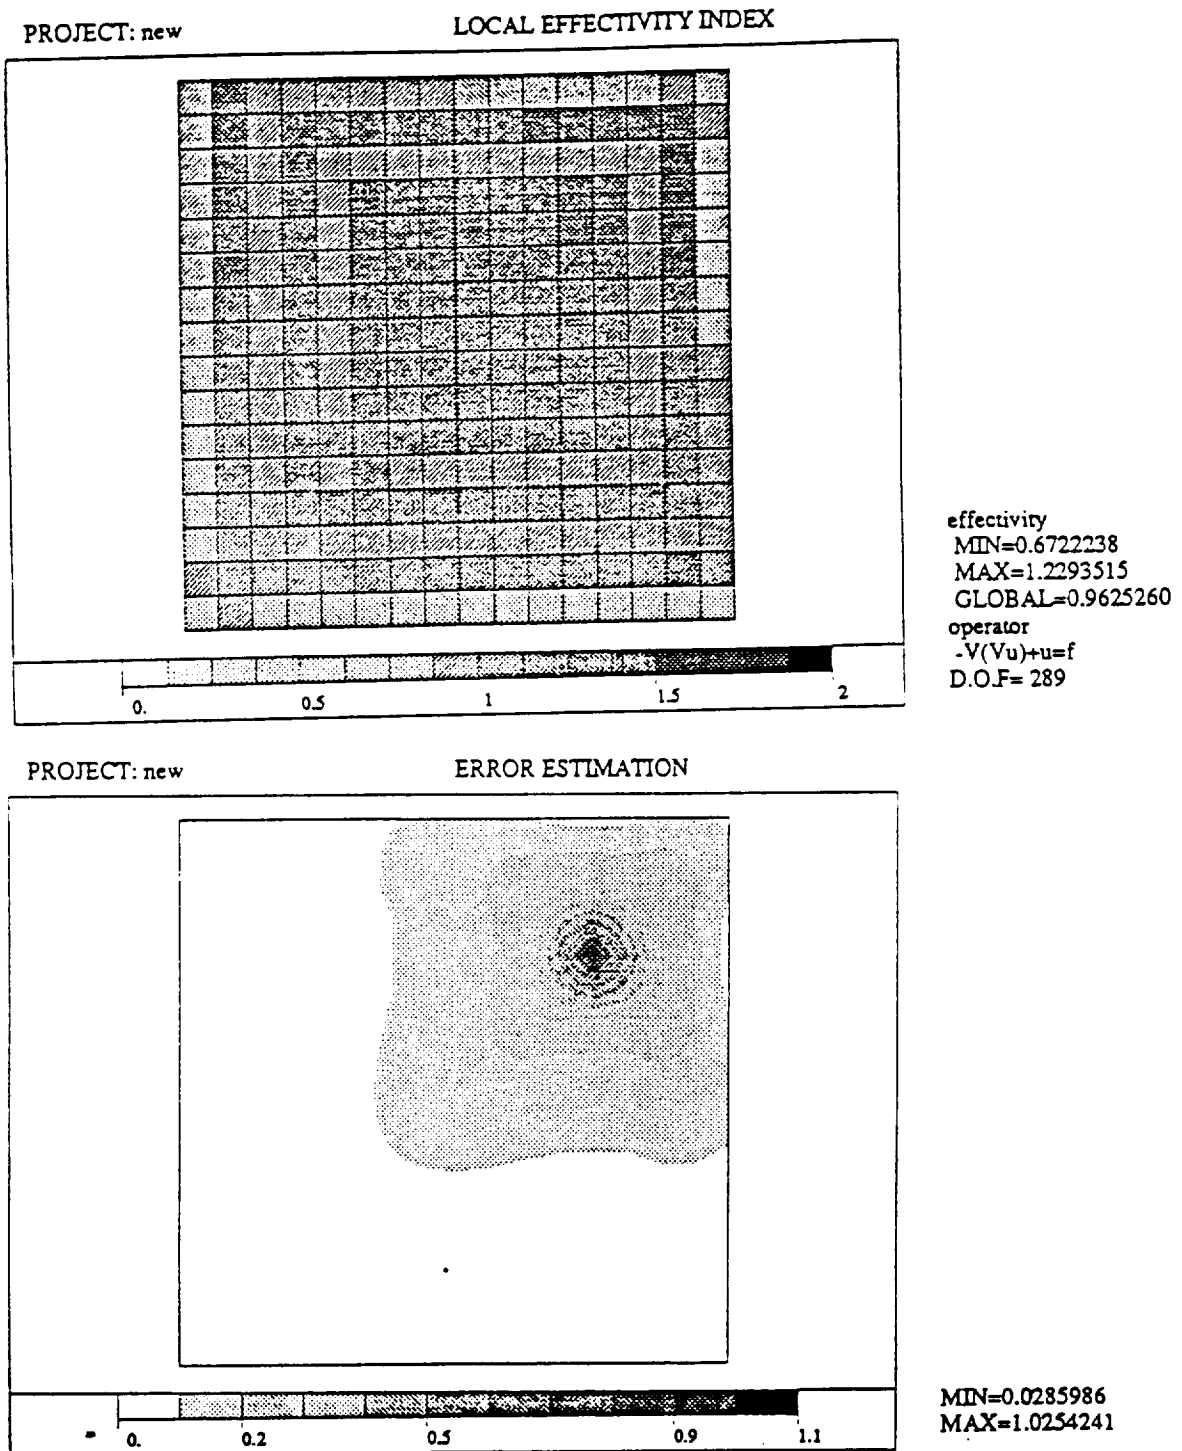 PROJECT: new
LOCAL EFFECTIVITY INDEX
effectivity
MIN=0.6722238
MAX=1.2293515
GLOBAL=0.9625260
operator
-V(Vu)+u=f
D.O.F= 289
0. 0.5 1 1.5 2
PROJECT: new
ERROR ESTIMATION
MIN=0.0285986
MAX=1.0254241
0. 0.2 0.5 0.9 1.1